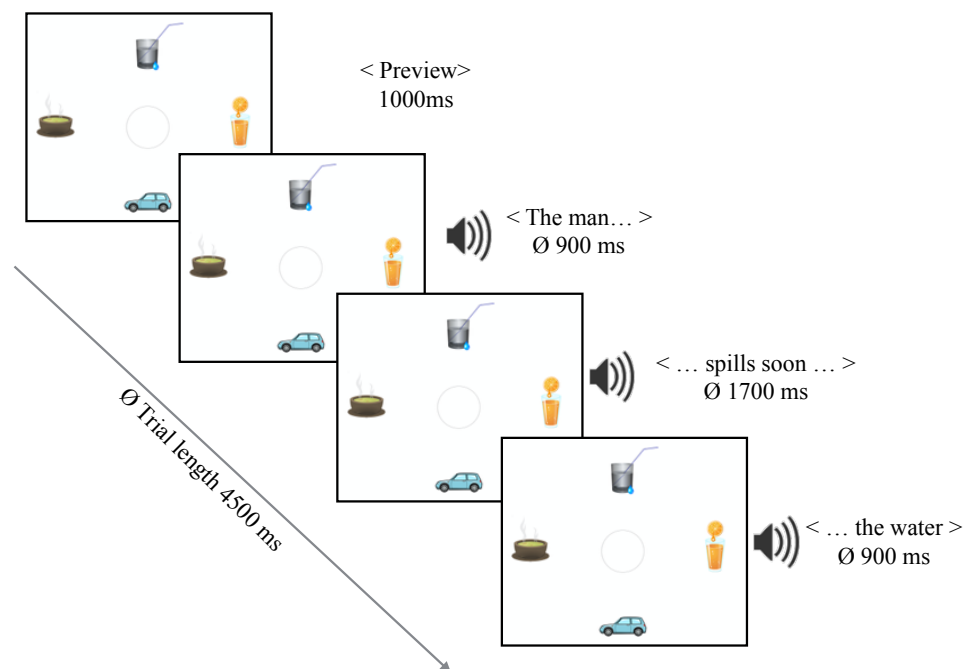 < Preview>
1000ms
< The man… >
Ø 900 ms
< … spills soon … >
Ø 1700 ms
Ø Trial length 4500 ms
< … the water >
Ø 900 ms